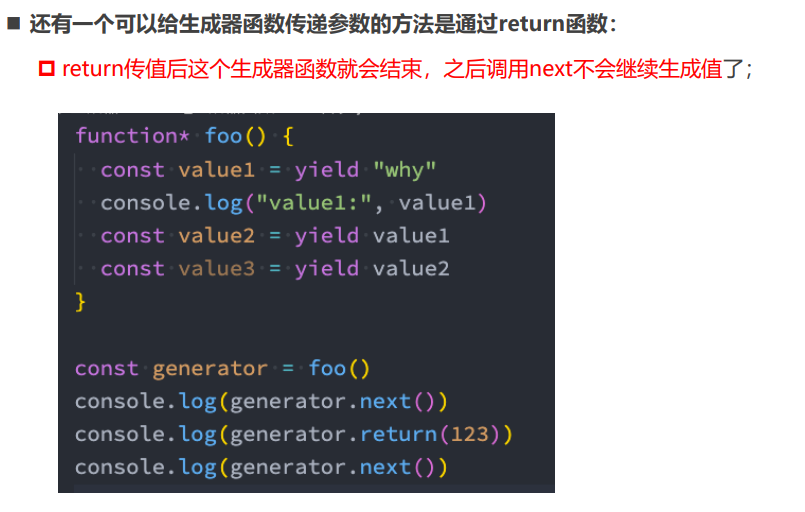 还有一个可以给生成器函数传递参数的方法是通过return函数：
return传值后这个生成器函数就会结束，之后调用next不会继续生成值了；
function* foo() {
  const value1 = yield "why"
  console.log("value1:", value1)
  const value2 = yield value1
  const value3 = yield value2
}
const generator = foo()
console.log(generator.next())
console.log(generator.return(123))
console.log(generator.next())